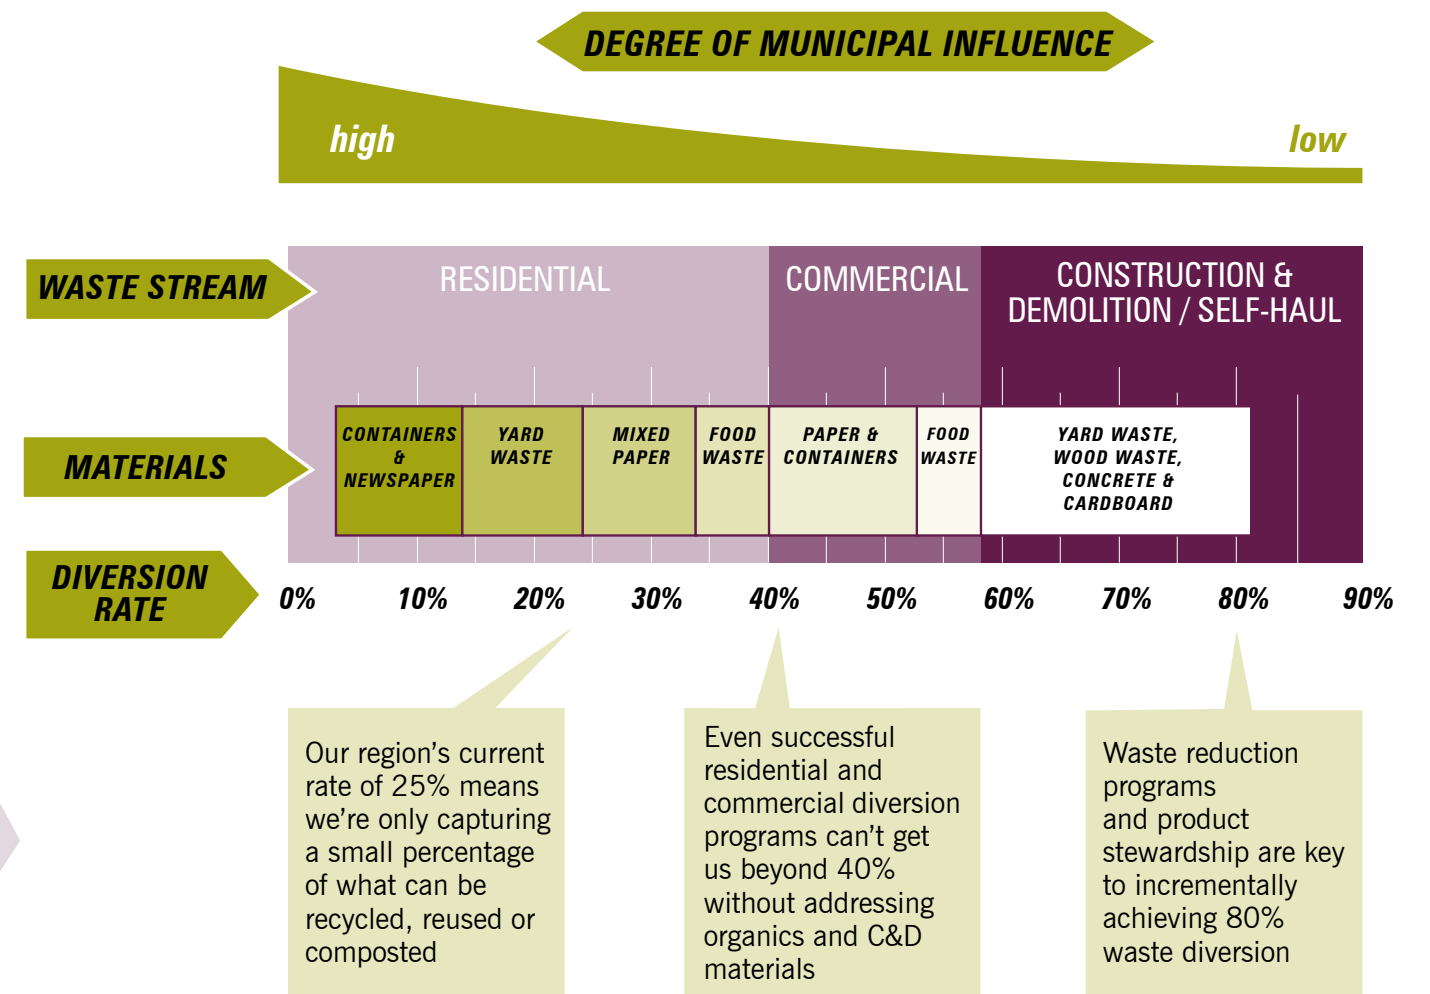 DEGREE OF MUNICIPAL INFLUENCE
high
low
WASTE STREAM
RESIDENTIAL
COMMERCIAL
CONSTRUCTION &
DEMOLITION / SELF-HAUL
MATERIALS
CONTAINERS
&
NEWSPAPER
YARD
WASTE
MIXED
PAPER
FOOD
WASTE
PAPER &
CONTAINERS
FOOD
WASTE
YARD WASTE,
WOOD WASTE,
CONCRETE &
CARDBOARD
DIVERSION
RATE
0% 10% 20% 30% 40% 50% 60% 70% 80% 90%
Our region's current
rate of 25% means
we're only capturing
a small percentage
of what can be
recycled, reused or
composted
Even successful
residential and
commercial diversion
programs can't get
us beyond 40%
without addressing
organics and C&D
materials
Waste reduction
programs
and product
stewardship are key
to incrementally
achieving 80%
waste diversion